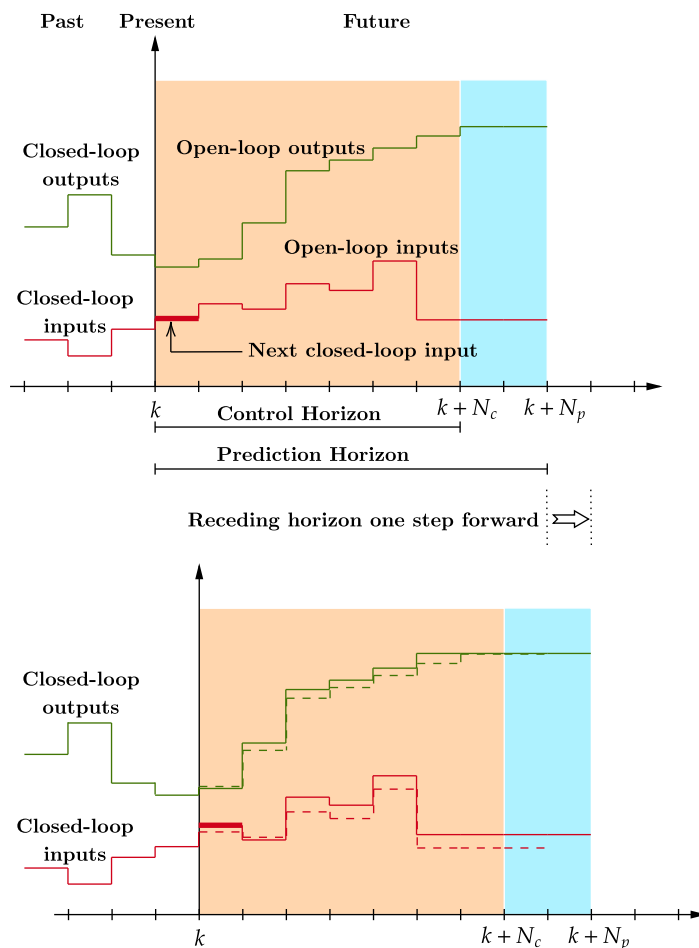 Past Present Future
Closed-loop
outputs
Open-loop outputs
Open-loop inputs
Closed-loop
inputs
Next closed-loop input
k
k + N_c
k + N_p
Control Horizon
Prediction Horizon
Receding horizon one step forward
Closed-loop
outputs
Closed-loop
inputs
k
k + N_c
k + N_p